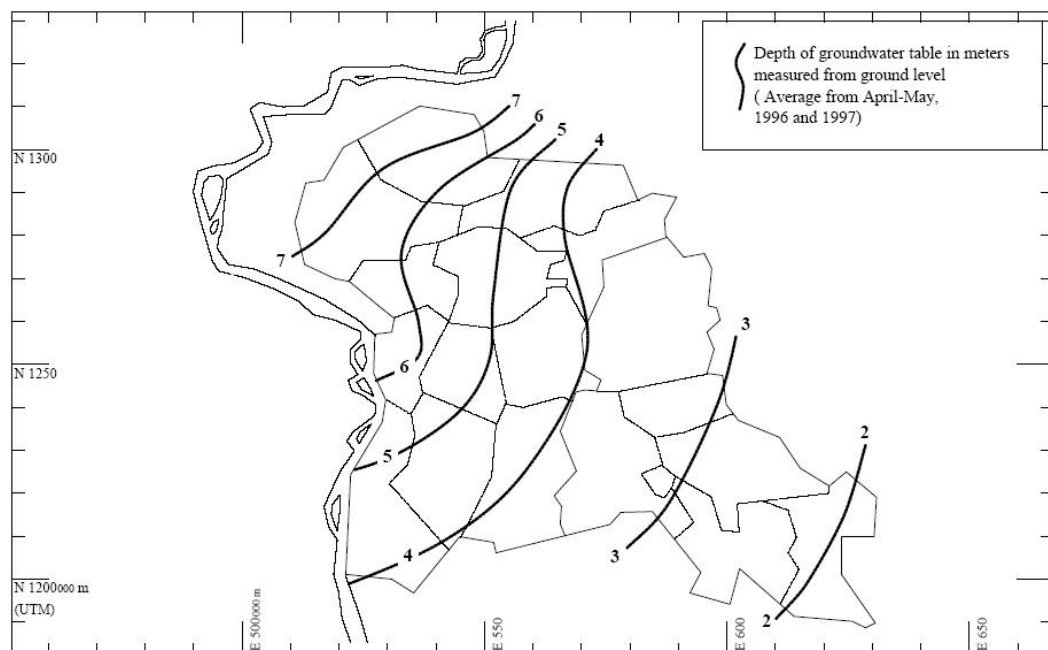 Depth of groundwater table in meters
measured from ground level
( Average from April-May,
1996 and 1997)
7
6
5
4
N 1300
7
3
N 1250
6
2
5
4
3
N 1200000 m
(UTM)
2
E 500000 m
E 550
E 600
E 650